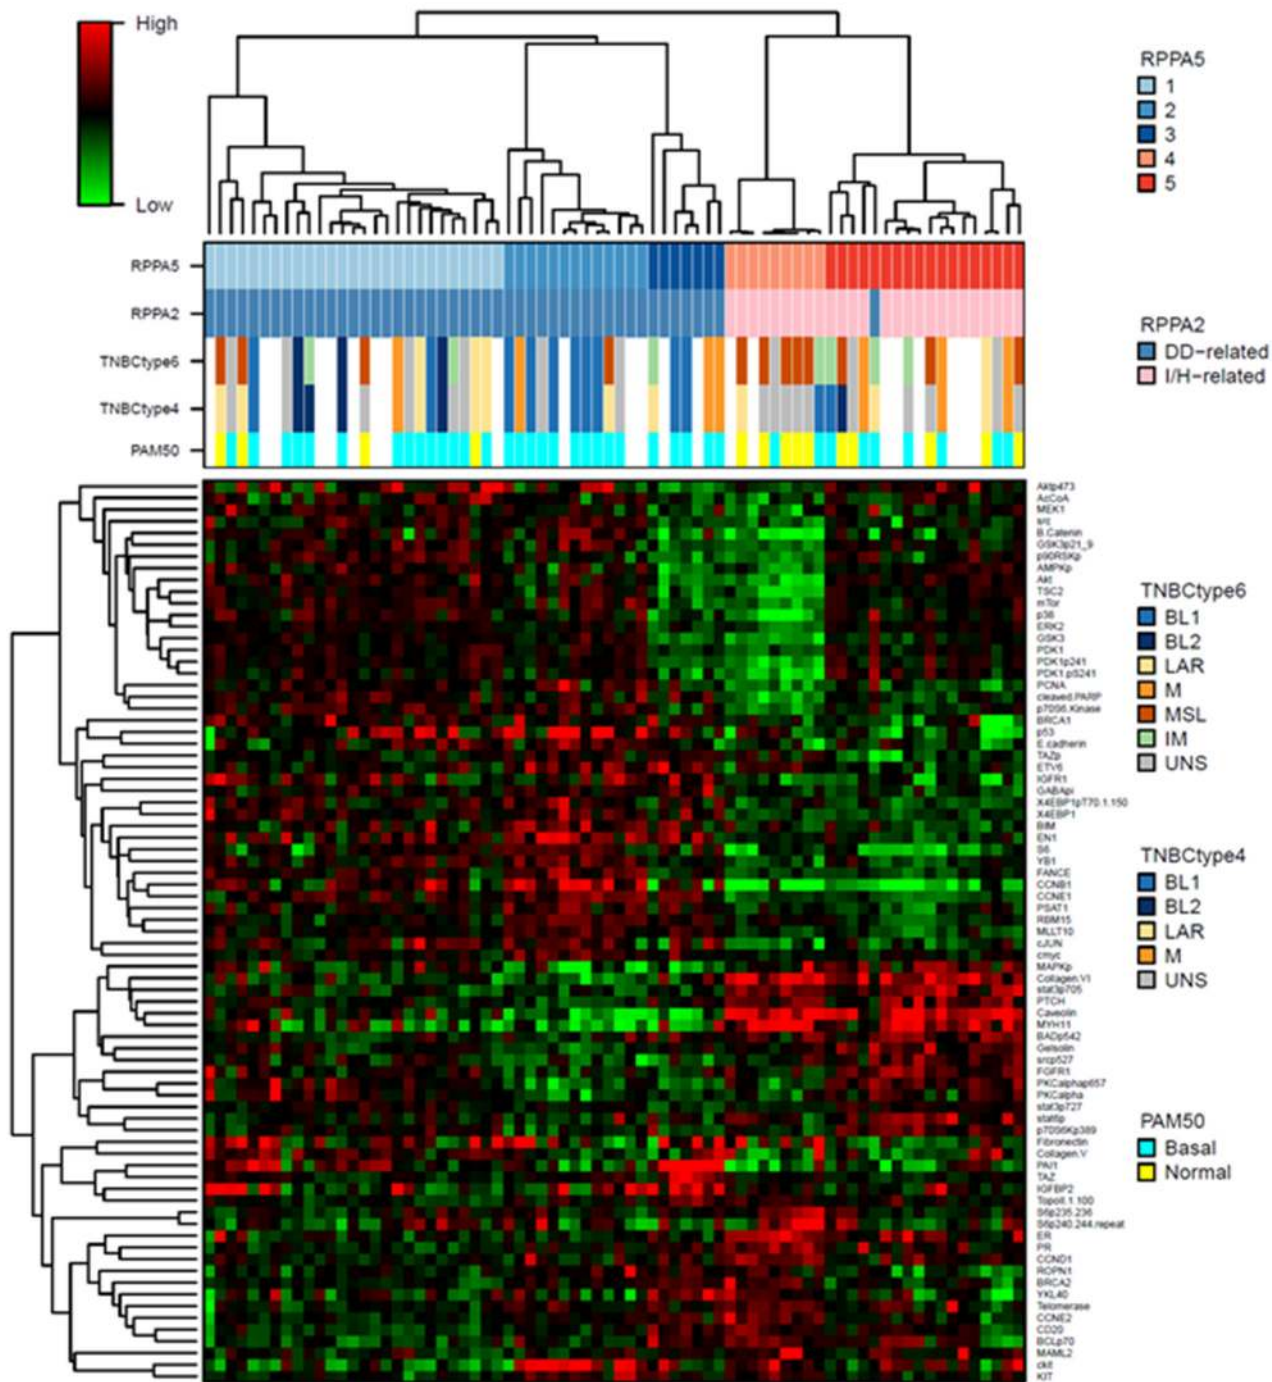 High
Low
RPPA5
1
2
3
4
5
RPPA5
RPPA2
TNBCtype6
TNBCtype4
PAM50
RPPA2
DD-related
I/H-related
TNBCtype6
BL1
BL2
LAR
M
MSL
IM
UNS
TNBCtype4
BL1
BL2
LAR
M
UNS
PAM50
Basal
Normal
Aktp473
AcCoA
MEK1
src
B.Catenin
GSK3p21_9
p90RSKp
AMPKp
Akt
TSC2
mTor
p38
ERK2
GSK3
PDK1
PDK1p241
PDK1.pS241
PCNA
cleaved.PARP
p70S6.Kinase
BRCA1
p53
E.cadherin
TAZp
ETV6
IGFR1
GABApi
X4EBP1pT70.1.150
X4EBP1
BIM
EN1
S6
YB1
FANCE
CCNB1
CCNE1
PSAT1
RBM15
MLLT10
cJUN
cmyc
MAPKp
Collagen.VI
stat3p705
PTCH
Caveolin
MYH11
BADp542
Gelsolin
srcp527
FGFR1
PKCalphap657
PKCalpha
stat3p727
p70S6Kp389
Fibronectin
Collagen.V
PAI1
TAZ
IGFBP2
TopoII.1.100
S6p235.236
S6p240.244.repeat
ER
PR
CCND1
ROPN1
BRCA2
YKL40
Telomerase
CCNE2
CD20
BCLp70
MAML2
ckit
KIT